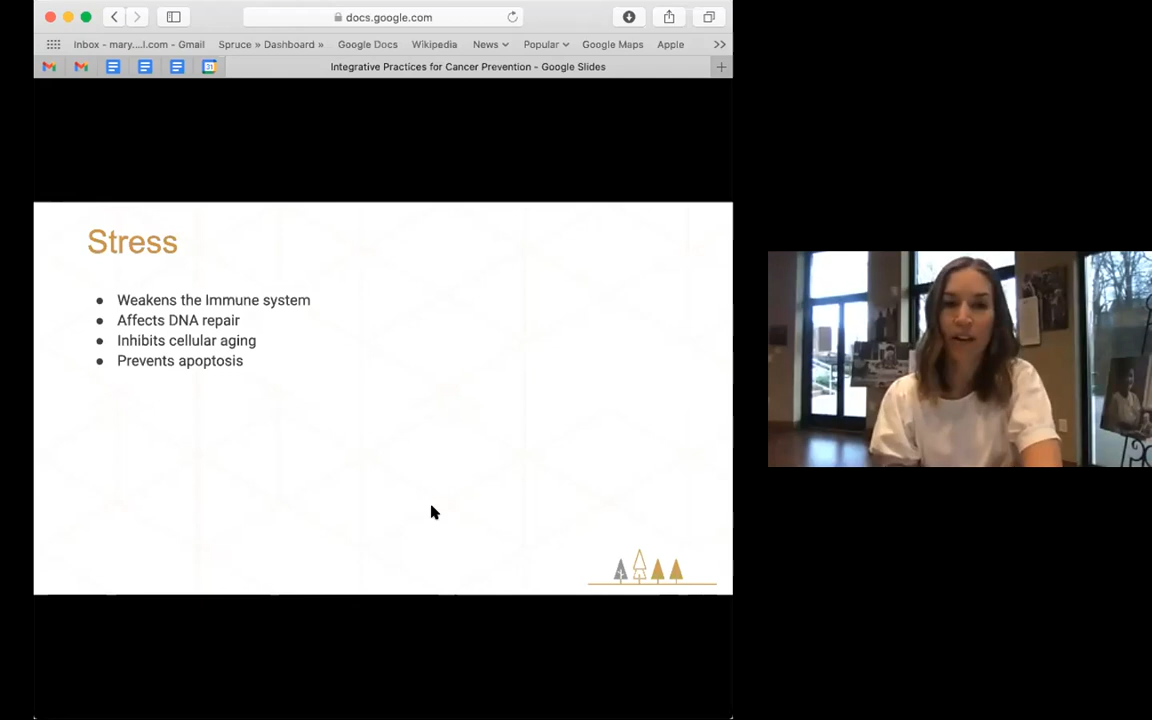 docs.google.com
Inbox - mary....l.com - Gmail Spruce » Dashboard » Google Docs Wikipedia News Popular Google Maps Apple >>
31 Integrative Practices for Cancer Prevention - Google Slides +
Stress
● Weakens the Immune system
● Affects DNA repair
● Inhibits cellular aging
● Prevents apoptosis